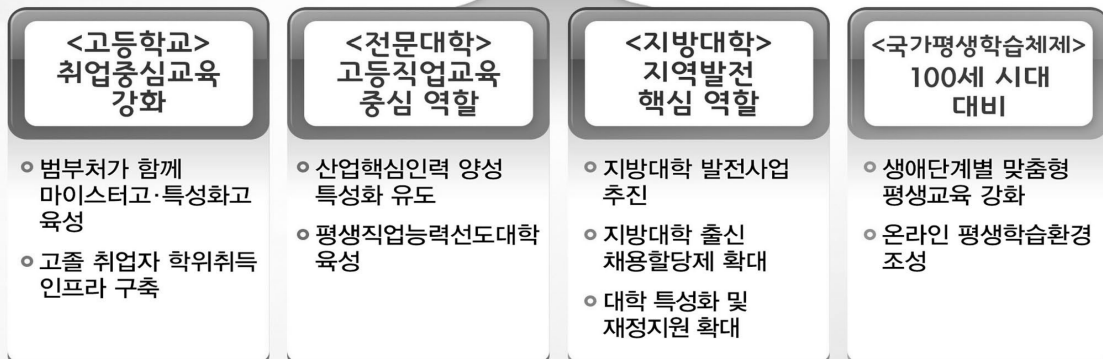 <고등학교>
취업중심교육
강화
범부처가 함께
마이스터고·특성화고
육성
고졸 취업자 학위취득
인프라 구축
<전문대학>
고등직업교육
중심 역할
산업핵심인력 양성
특성화 유도
평생직업능력선도대학
육성
<지방대학>
지역발전
핵심 역할
지방대학 발전사업
추진
지방대학 출신
채용할당제 확대
대학 특성화 및
재정지원 확대
<국가평생학습체제>
100세 시대
대비
생애단계별 맞춤형
평생교육 강화
온라인 평생학습환경
조성